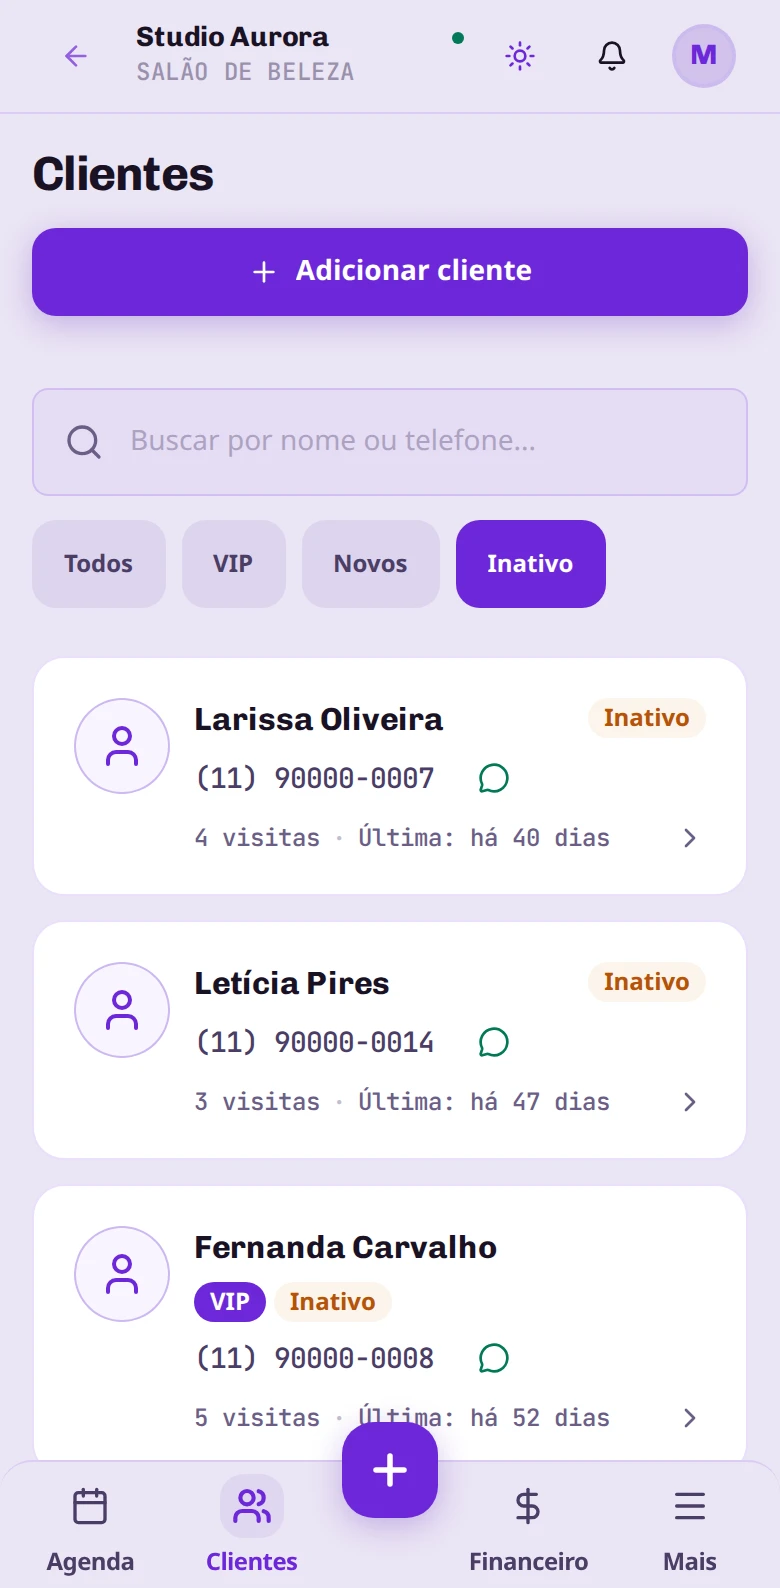 Studio Aurora
SALÃO DE BELEZA
M
Clientes
Adicionar cliente
Buscar por nome ou telefone...
Todos VIP Novos Inativo
Larissa Oliveira Inativo
(11) 90000-0007
4 visitas · Última: há 40 dias
Letícia Pires Inativo
(11) 90000-0014
3 visitas · Última: há 47 dias
Fernanda Carvalho
VIP Inativo
(11) 90000-0008
5 visitas · Última: há 52 dias
Agenda Clientes Financeiro Mais